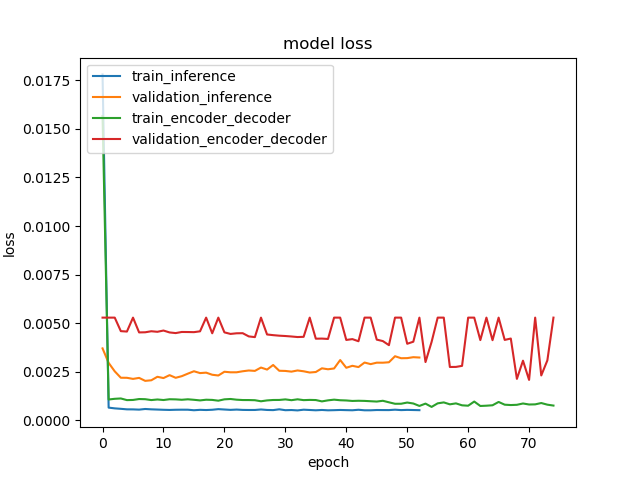 model loss
train_inference
validation_inference
train_encoder_decoder
validation_encoder_decoder
loss
0.0175
0.0150
0.0125
0.0100
0.0075
0.0050
0.0025
0.0000
0 10 20 30 40 50 60 70
epoch